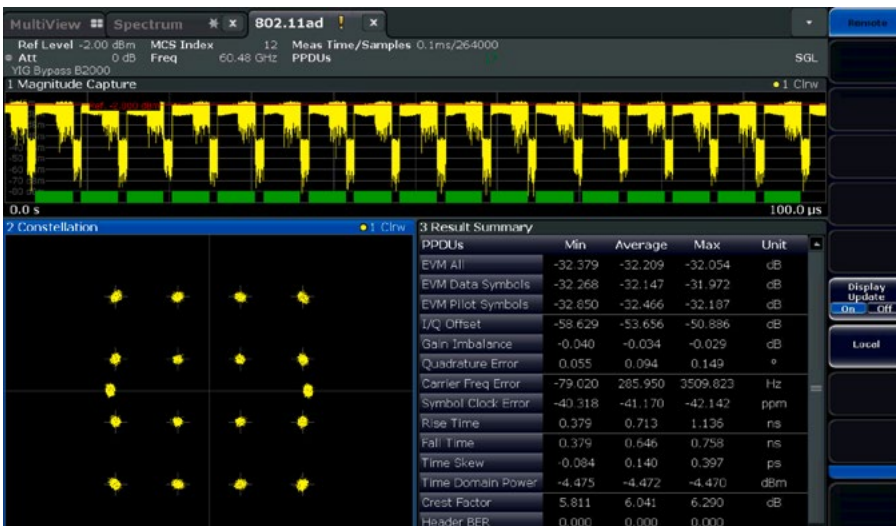 MultiView Spectrum 802.11ad
Ref Level -2.00 dBm MCS Index 12 Meas Time/Samples 0.1ms/264000
Att 0 dB Freq 60.48 GHz PPDUs SGL
YIG Bypass B2000
1 Magnitude Capture 1 Clrw
0.0 s 100.0 µs
2 Constellation 1 Clrw
3 Result Summary
PPDUs Min Average Max Unit
EVM All -32.379 -32.209 -32.054 dB
EVM Data Symbols -32.268 -32.147 -31.972 dB
EVM Pilot Symbols -32.850 -32.466 -32.187 dB
I/Q Offset -58.629 -53.656 -50.886 dB
Gain Imbalance -0.040 -0.034 -0.029 dB
Quadrature Error 0.055 0.094 0.149 °
Carrier Freq Error -79.020 285.950 3509.823 Hz
Symbol Clock Error -40.318 -41.170 -42.142 ppm
Rise Time 0.379 0.713 1.136 ns
Fall Time 0.379 0.646 0.758 ns
Time Skew -0.084 0.140 0.397 ps
Time Domain Power -4.475 -4.472 -4.470 dBm
Crest Factor 5.811 6.041 6.290 dB
Header BER 0.000 0.000 0.000
Remote
Display
Update
On Off
Local